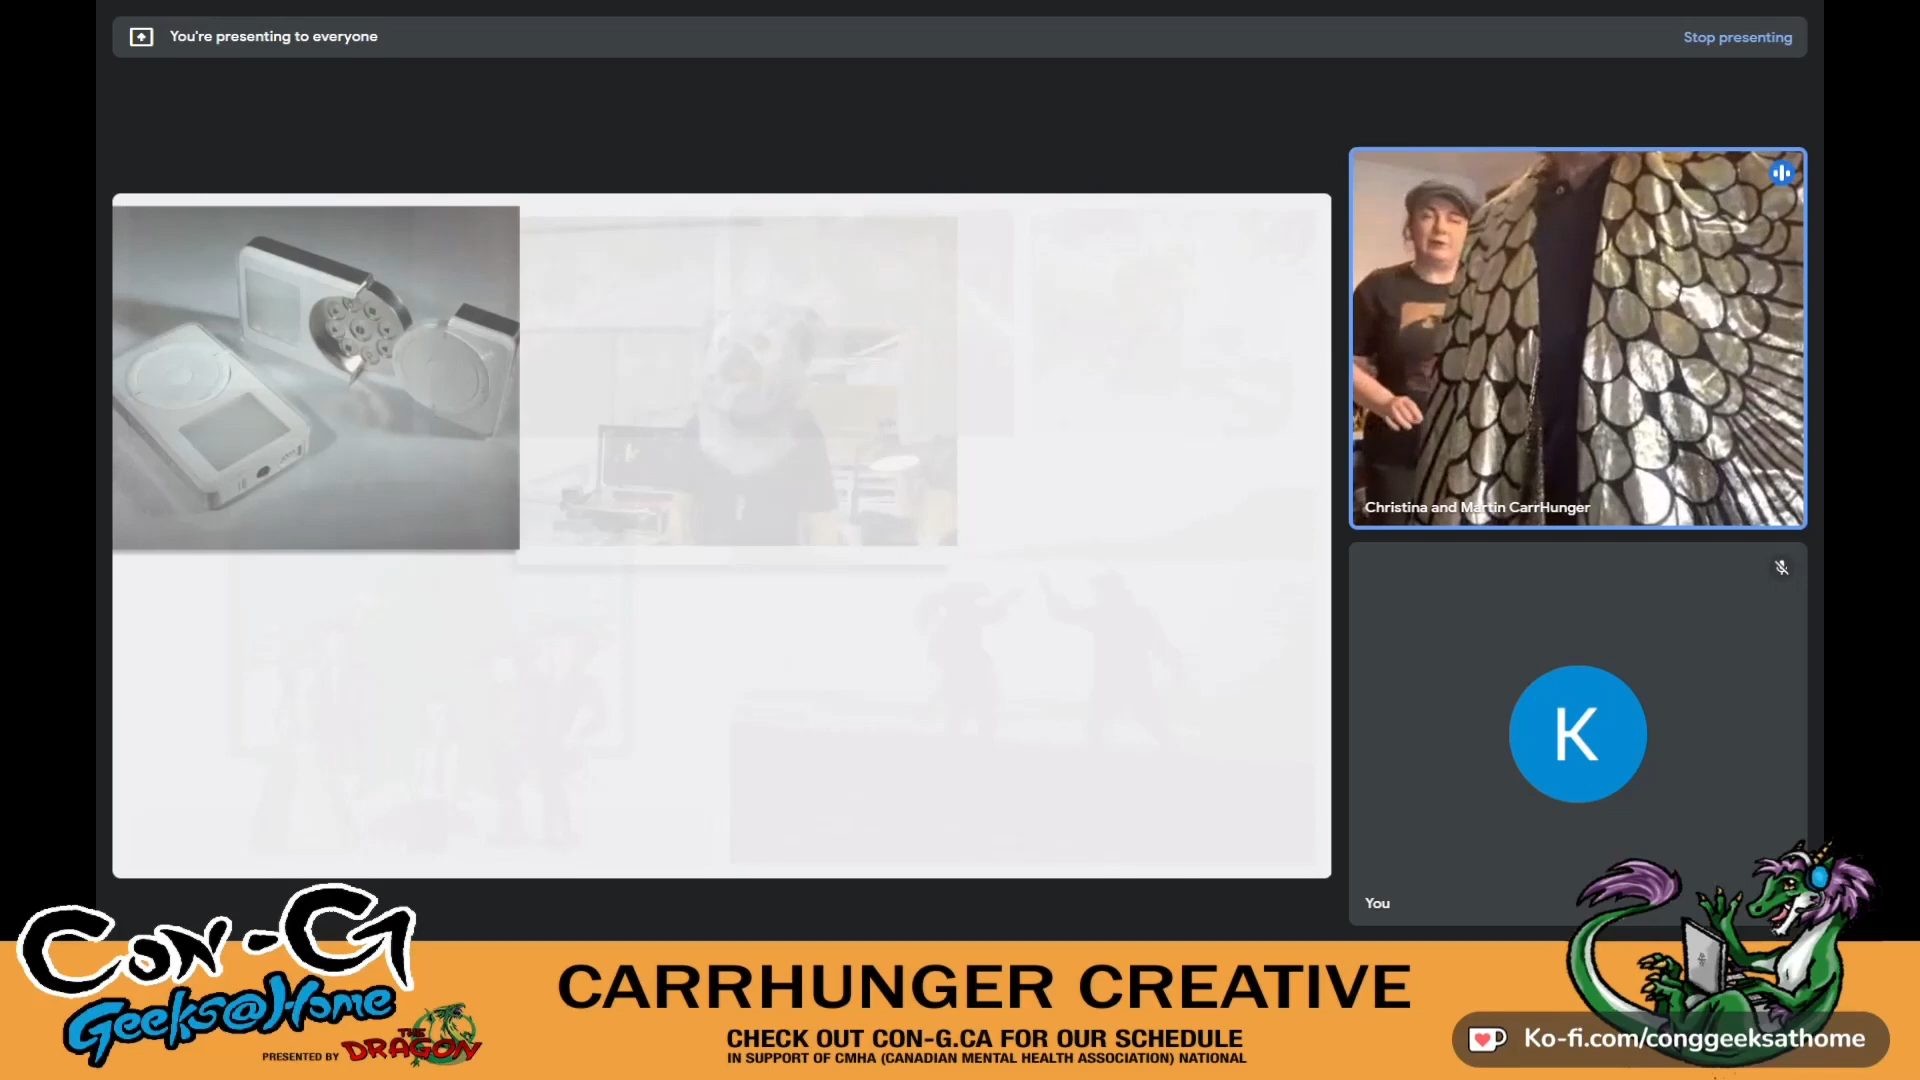 You're presenting to everyone
Stop presenting
Christina and Martin CarrHunger
K
You
CON-G
Geeks@Home
PRESENTED BY THE DRAGON
CARRHUNGER CREATIVE
CHECK OUT CON-G.CA FOR OUR SCHEDULE
IN SUPPORT OF CMHA (CANADIAN MENTAL HEALTH ASSOCIATION) NATIONAL
Ko-fi.com/conggeeksathome